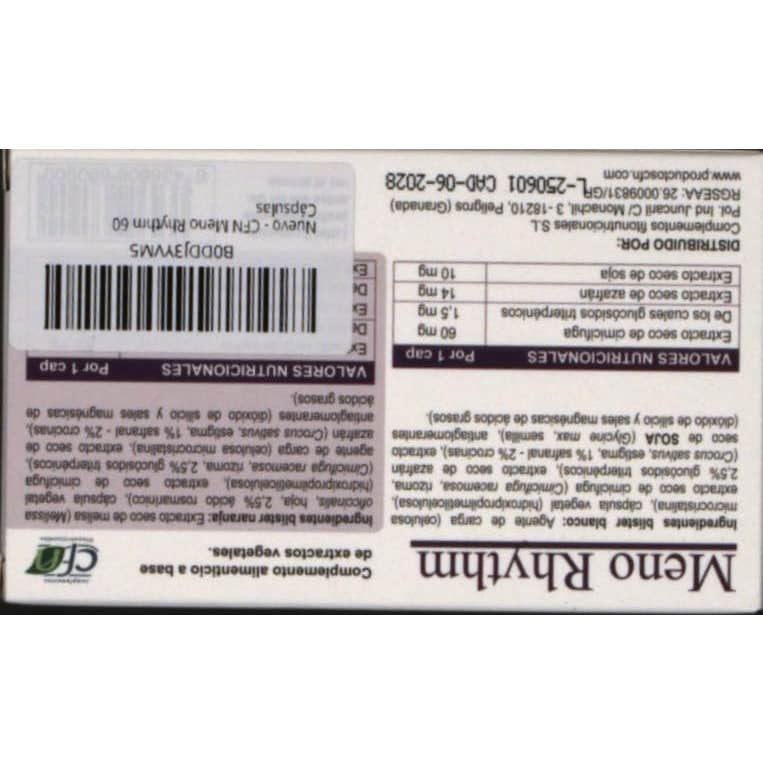 Meno Rhythm
Complemento alimenticio a base
de extractos vegetales.
CFN
Ingredientes blister blanco: Agente de carga (celulosa
microcristalina), cápsula vegetal (hidroxipropilmetilcelulosa),
extracto seco de cimicifuga (Cimicifuga racemosa, rizoma,
2,5% glucósidos triterpénicos), extracto seco de azafrán
(Crocus sativus, estigma, 1% safranal - 2% crocinas), extracto
seco de SOJA (Glycine max, semilla), antiaglomerantes
(dióxido de silicio y sales magnésicas de ácidos grasos).
VALORES NUTRICIONALES Por 1 cap
Extracto seco de cimicifuga 60 mg
De los cuales glucósidos triterpénicos 1,5 mg
Extracto seco de azafrán 14 mg
Extracto seco de soja 10 mg
DISTRIBUIDO POR:
Complementos fitonutricionales S.L
Pol. Ind Juncaril C/ Monachil, 3 - 18210, Peligros (Granada)
RGSEAA: 26.0009831/GR
www.productoscfn.com
L-250601 CAD-06-2028
Ingredientes blister naranja: Extracto seco de melisa (Melissa
officinalis, hoja, 2,5% ácido rosmarínico), cápsula vegetal
(hidroxipropilmetilcelulosa), extracto seco de cimicifuga
(Cimicifuga racemosa, rizoma, 2,5% glucósidos triterpénicos),
agente de carga (celulosa microcristalina), extracto seco de
azafrán (Crocus sativus, estigma, 1% safranal - 2% crocinas),
antiaglomerantes (dióxido de silicio y sales magnésicas de
ácidos grasos).
VALORES NUTRICIONALES Por 1 cap
B0DDJ3YVM5
Nuevo - CFN Meno Rhythm 60
Cápsulas